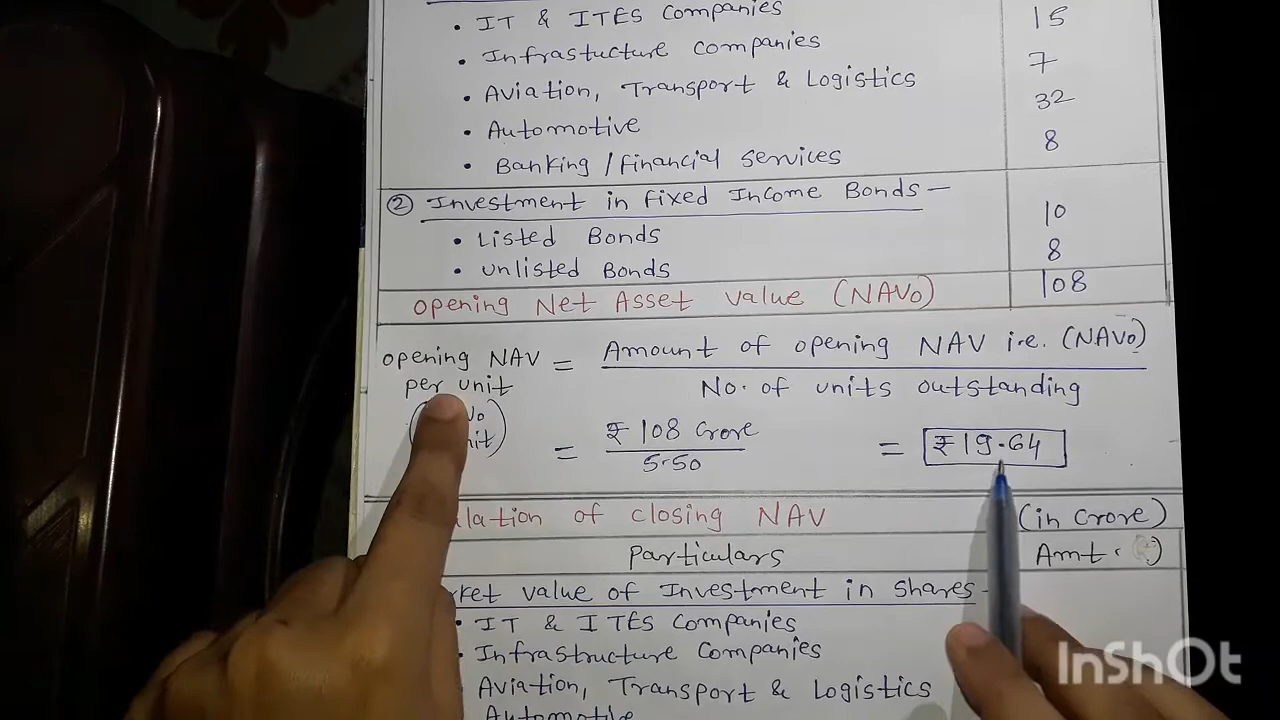 • IT & ITES Companies 15
• Infrastucture companies 7
• Aviation, Transport & Logistics 32
• Automotive 8
• Banking / Financial Services
② Investment in Fixed Income Bonds —
• Listed Bonds 10
• Unlisted Bonds 8
Opening Net Asset Value (NAVo) 108
Opening NAV per unit = Amount of opening NAV i.e. (NAVo)
No. of units outstanding
= ₹ 108 Crore
5.50
= ₹19.64
of closing NAV (in Crore)
Particulars Amt.
value of Investment in Shares -
• IT & ITES Companies
• Infrastructure Companies
Aviation, Transport & Logistics
Automotive
InShOt